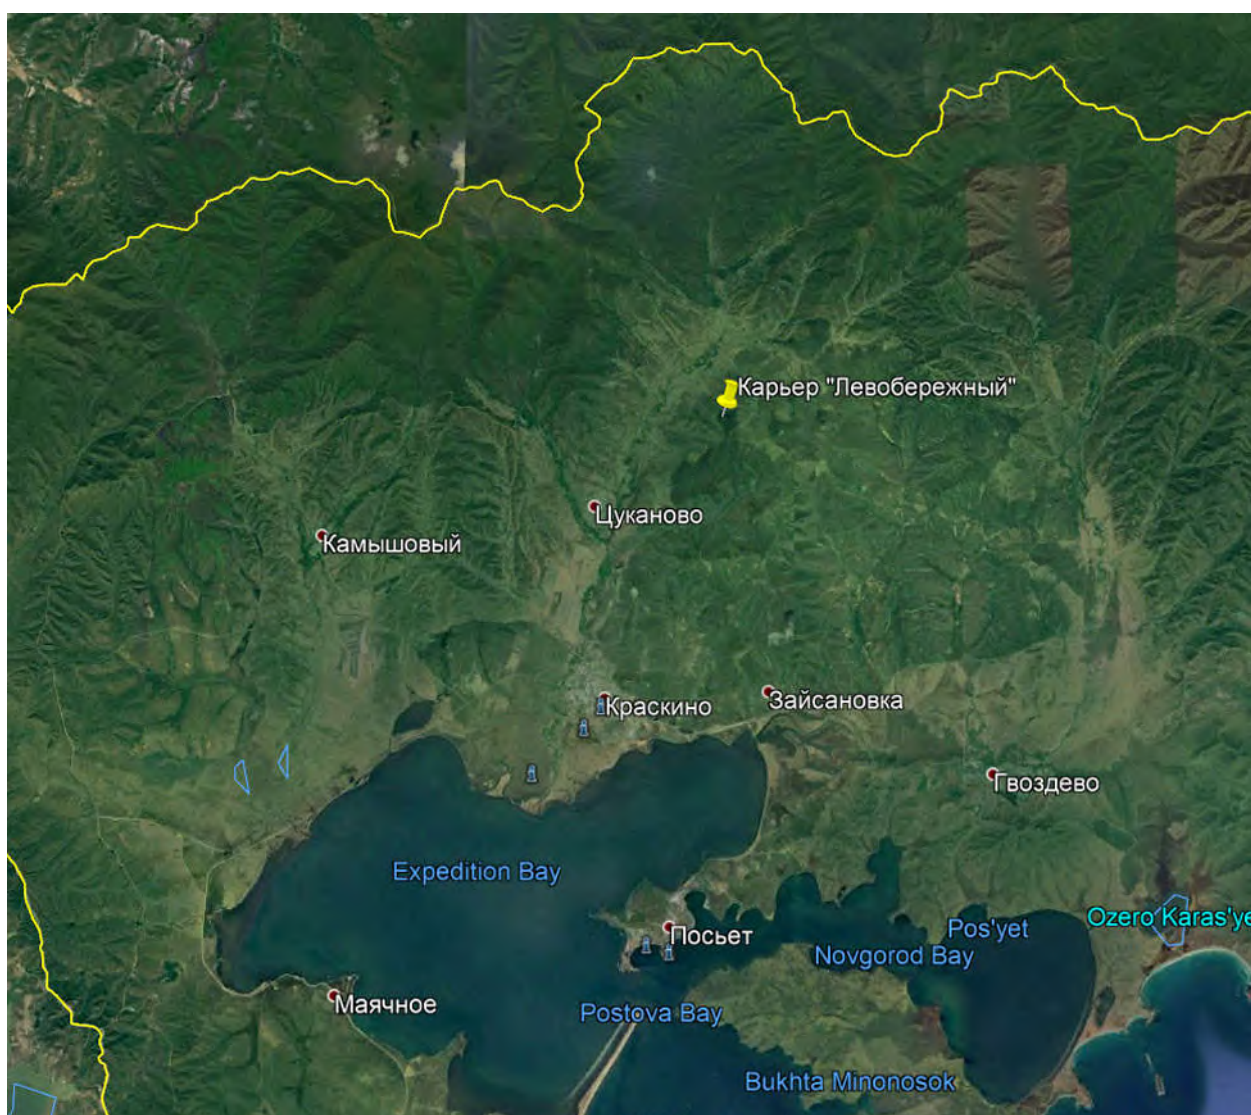 Карьер "Левобережный"
Цуканово
Камышовый
Краскино
Зайсановка
Гвоздево
Expedition Bay
Ozero Karas'ye
Pos'yet
Посьет
Novgorod Bay
Маячное
Postova Bay
Bukhta Minonosok